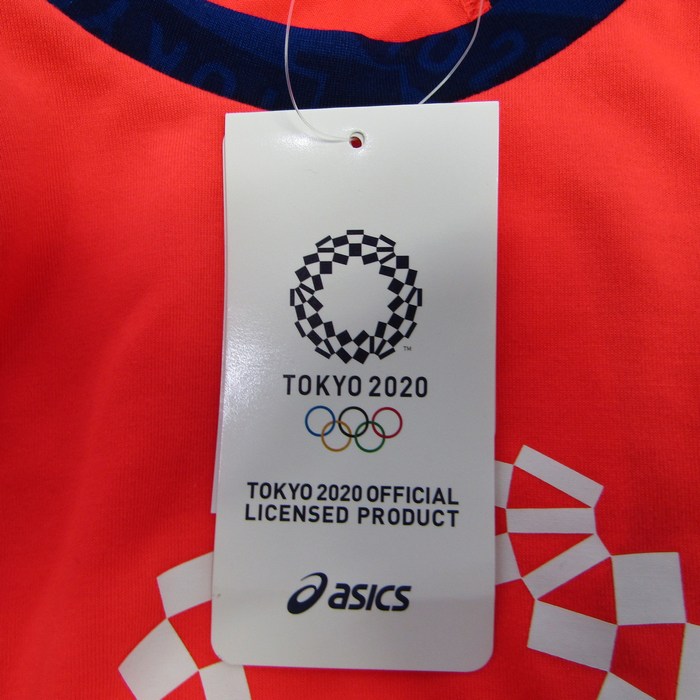 TOKYO 2020
TOKYO 2020 OFFICIAL
LICENSED PRODUCT
asics